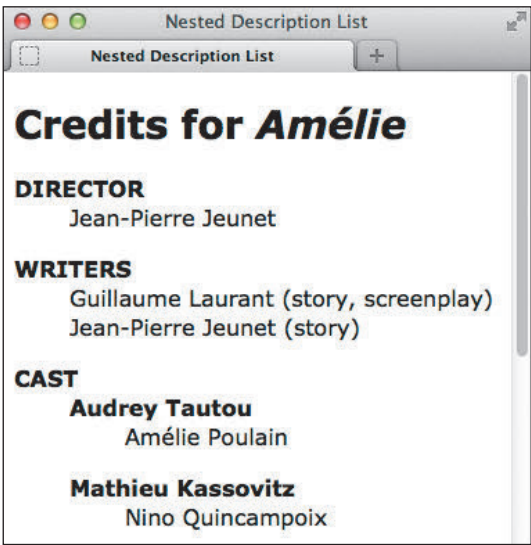 Nested Description List
Nested Description List
Credits for Amélie
DIRECTOR
Jean-Pierre Jeunet
WRITERS
Guillaume Laurant (story, screenplay)
Jean-Pierre Jeunet (story)
CAST
Audrey Tautou
Amélie Poulain
Mathieu Kassovitz
Nino Quincampoix